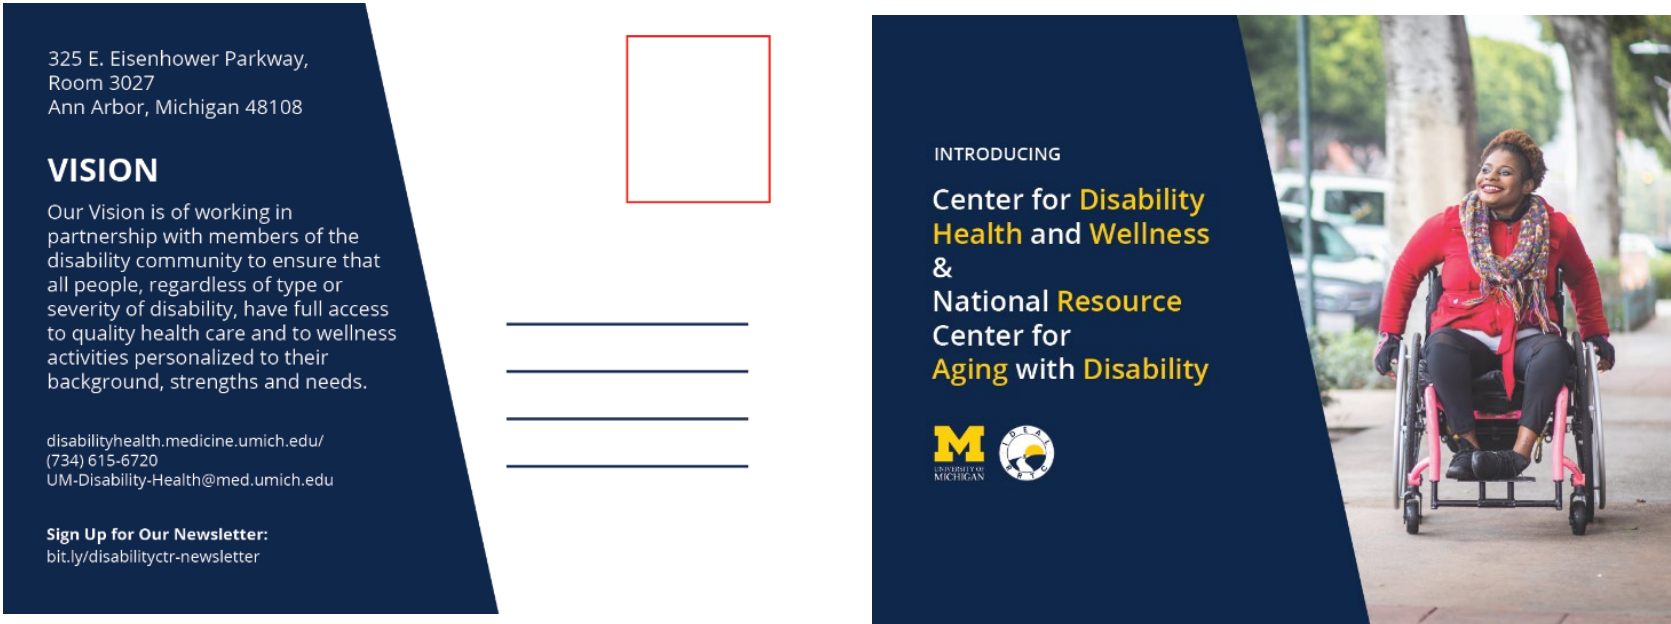 325 E. Eisenhower Parkway,
Room 3027
Ann Arbor, Michigan 48108
VISION
Our Vision is of working in
partnership with members of the
disability community to ensure that
all people, regardless of type or
severity of disability, have full access
to quality health care and to wellness
activities personalized to their
background, strengths and needs.
disabilityhealth.medicine.umich.edu/
(734) 615-6720
UM-Disability-Health@med.umich.edu
Sign Up for Our Newsletter:
bit.ly/disabilityctr-newsletter
INTRODUCING
Center for Disability
Health and Wellness
&
National Resource
Center for
Aging with Disability
M
UNIVERSITY OF
MICHIGAN
IDEAL
RRTC